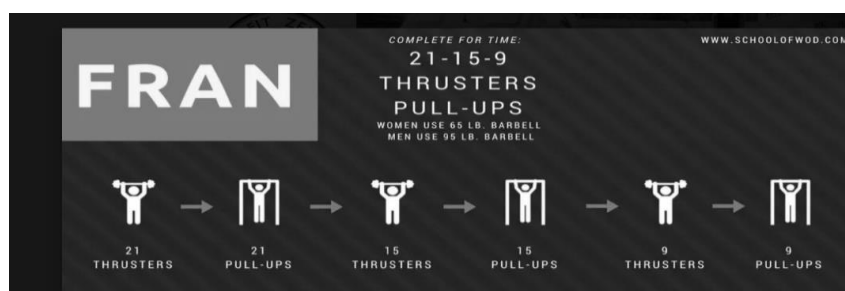 FRAN
COMPLETE FOR TIME:
21-15-9
THRUSTERS
PULL-UPS
WOMEN USE 65 LB. BARBELL
MEN USE 95 LB. BARBELL
WWW.SCHOOLOFWOD.COM
21
THRUSTERS
21
PULL-UPS
15
THRUSTERS
15
PULL-UPS
9
THRUSTERS
9
PULL-UPS